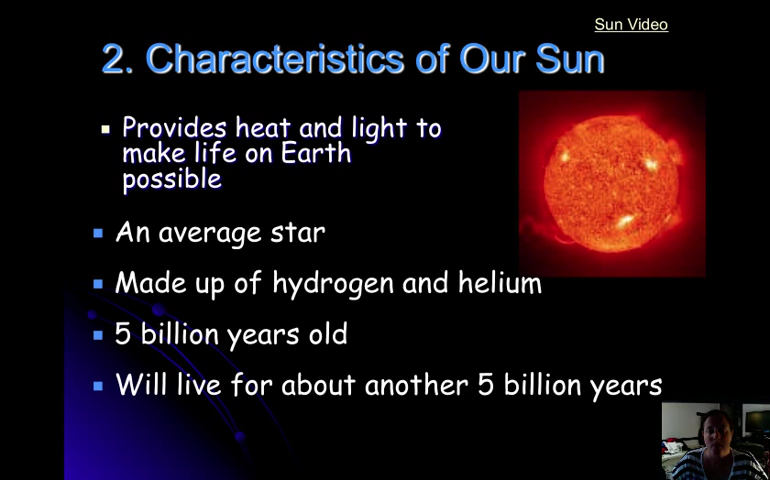 Sun Video
2. Characteristics of Our Sun
Provides heat and light to
make life on Earth
possible
An average star
Made up of hydrogen and helium
5 billion years old
Will live for about another 5 billion years